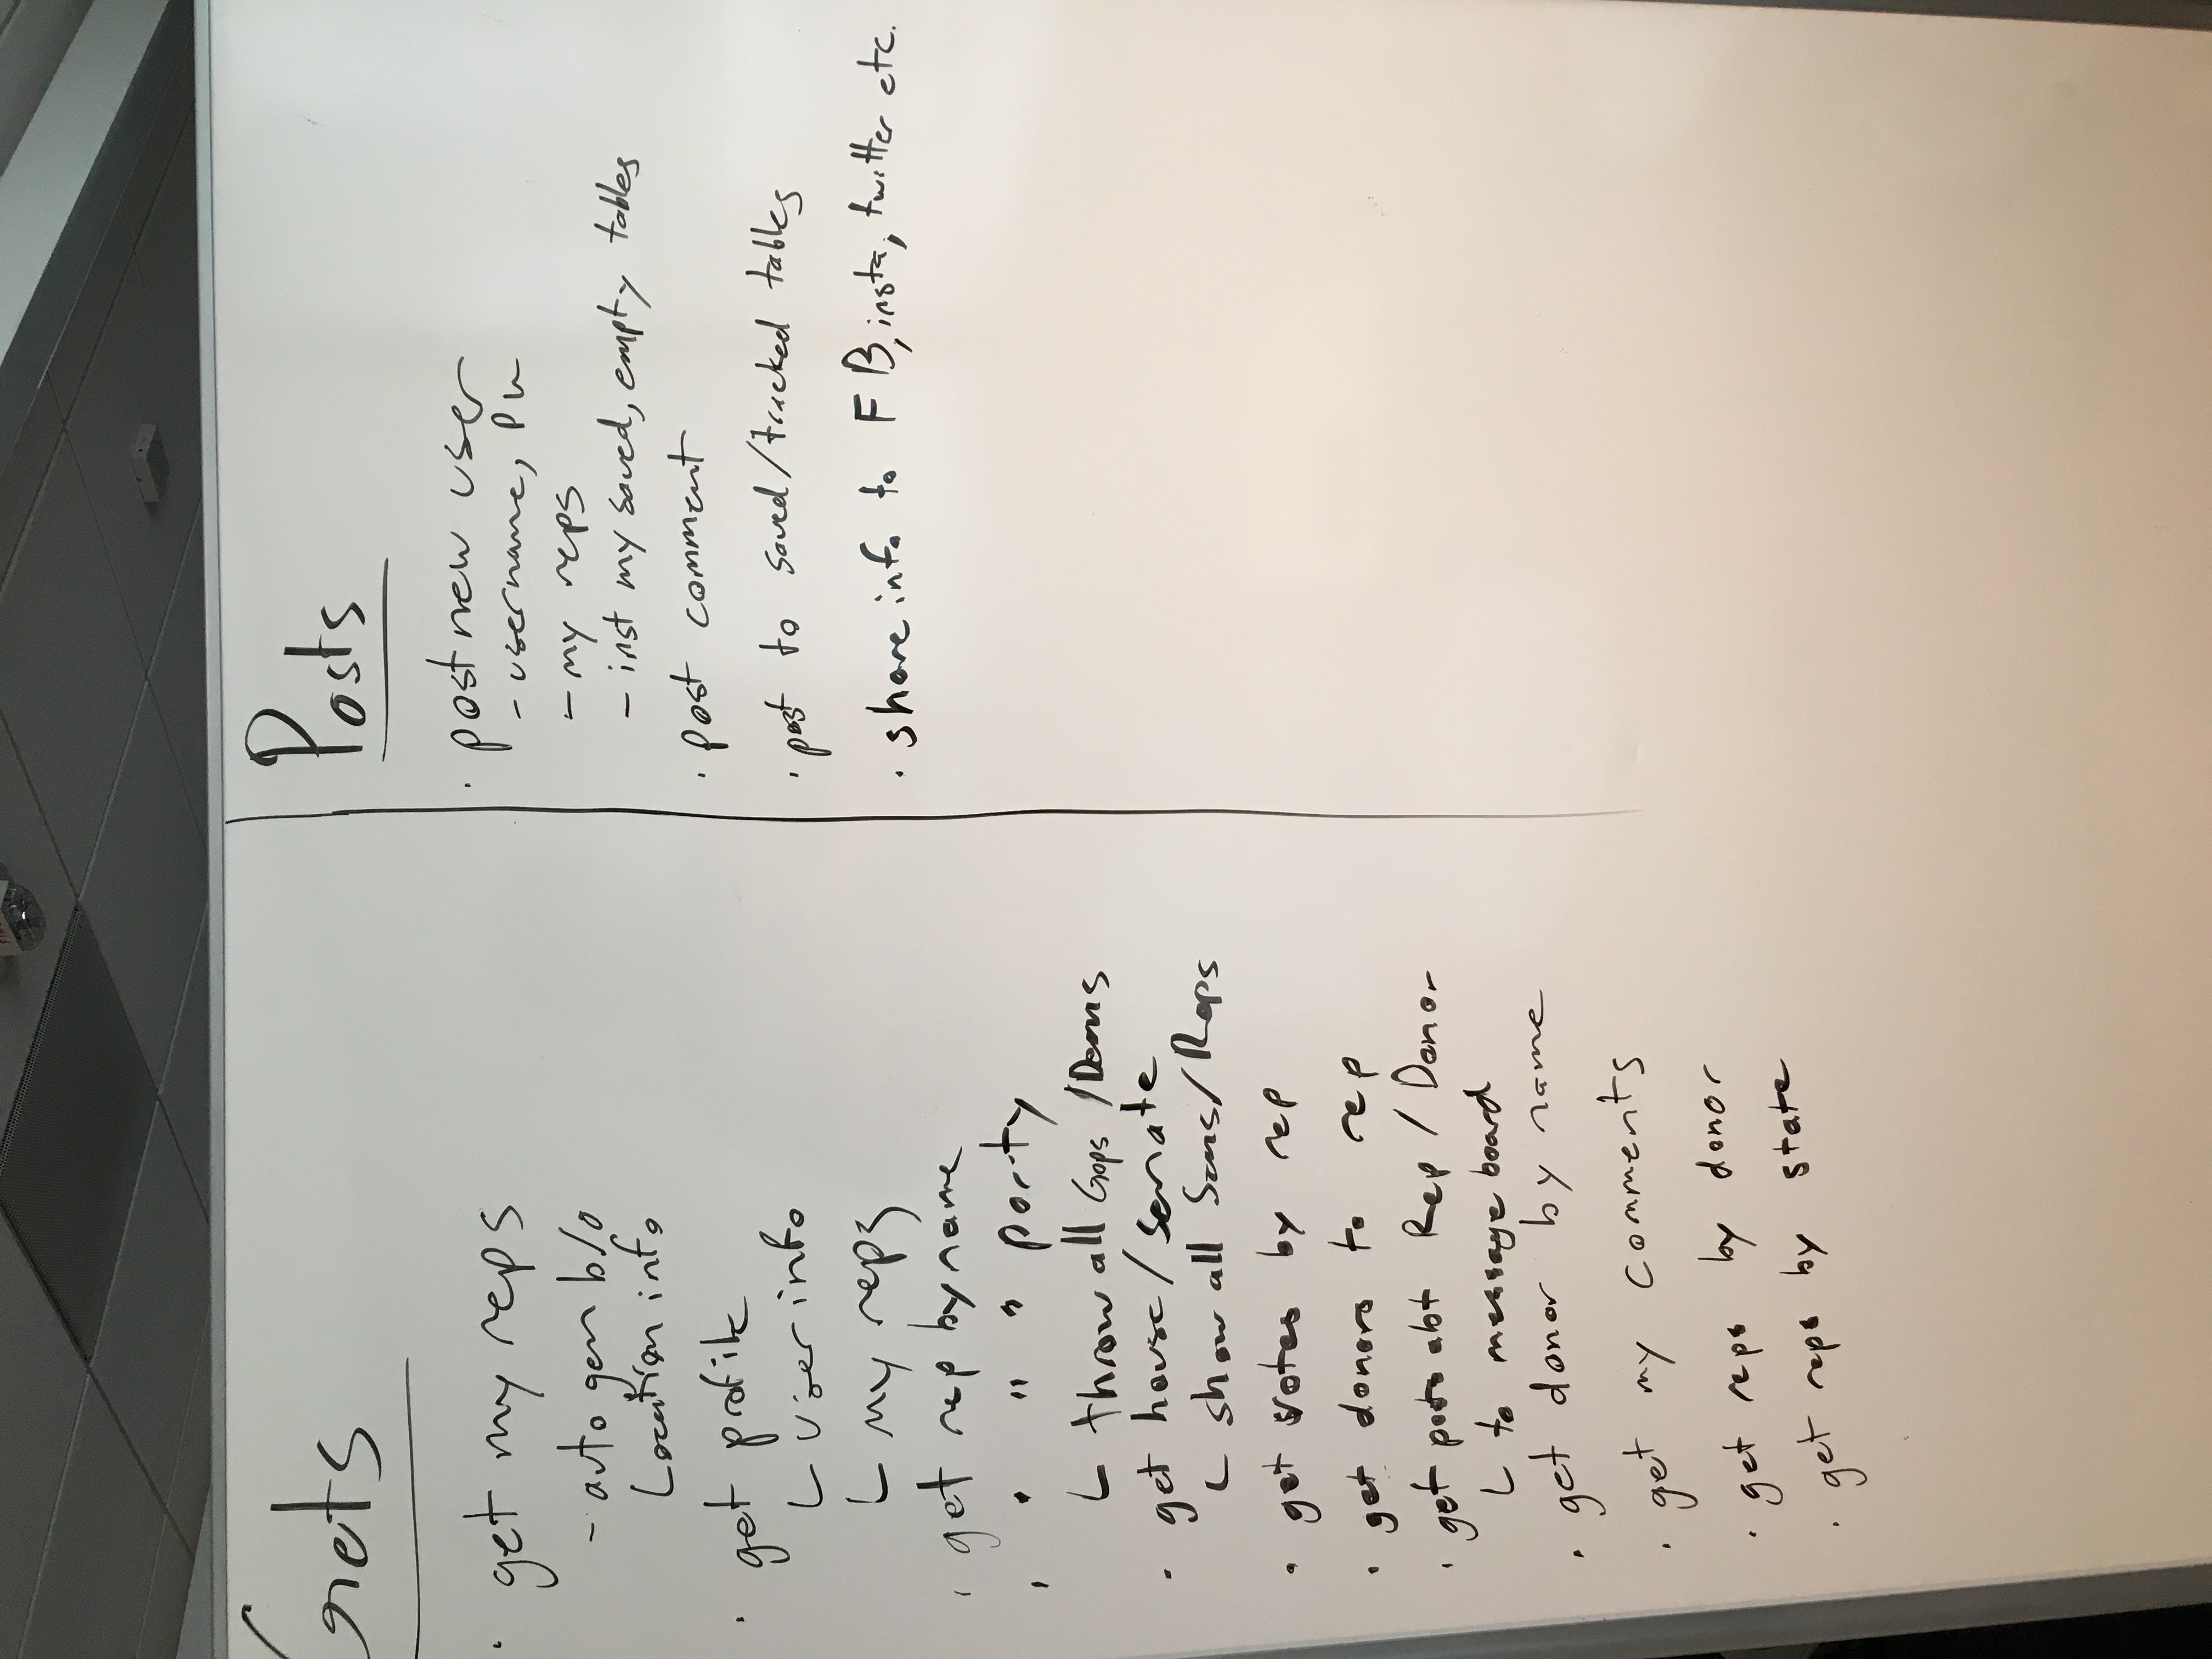 Gets
· get my reps
- auto gen b/o
Location info
· get profile
└ user info
└ my reps
· get rep by name
· " " " party
└ throw all Gops / Dems
· get house / senate
└ show all Sens / Reps
· get votes by rep
· get donors to rep
· get posts abt Rep / Donor
└ to message board
· get donor by name
· get my comments
· get reps by donor
· get reps by state
Posts
· post new user
- username, PW
- my reps
- inst my saved, empty tables
· post comment
· post to saved/tracked tables
· share info to FB, insta, twitter etc.